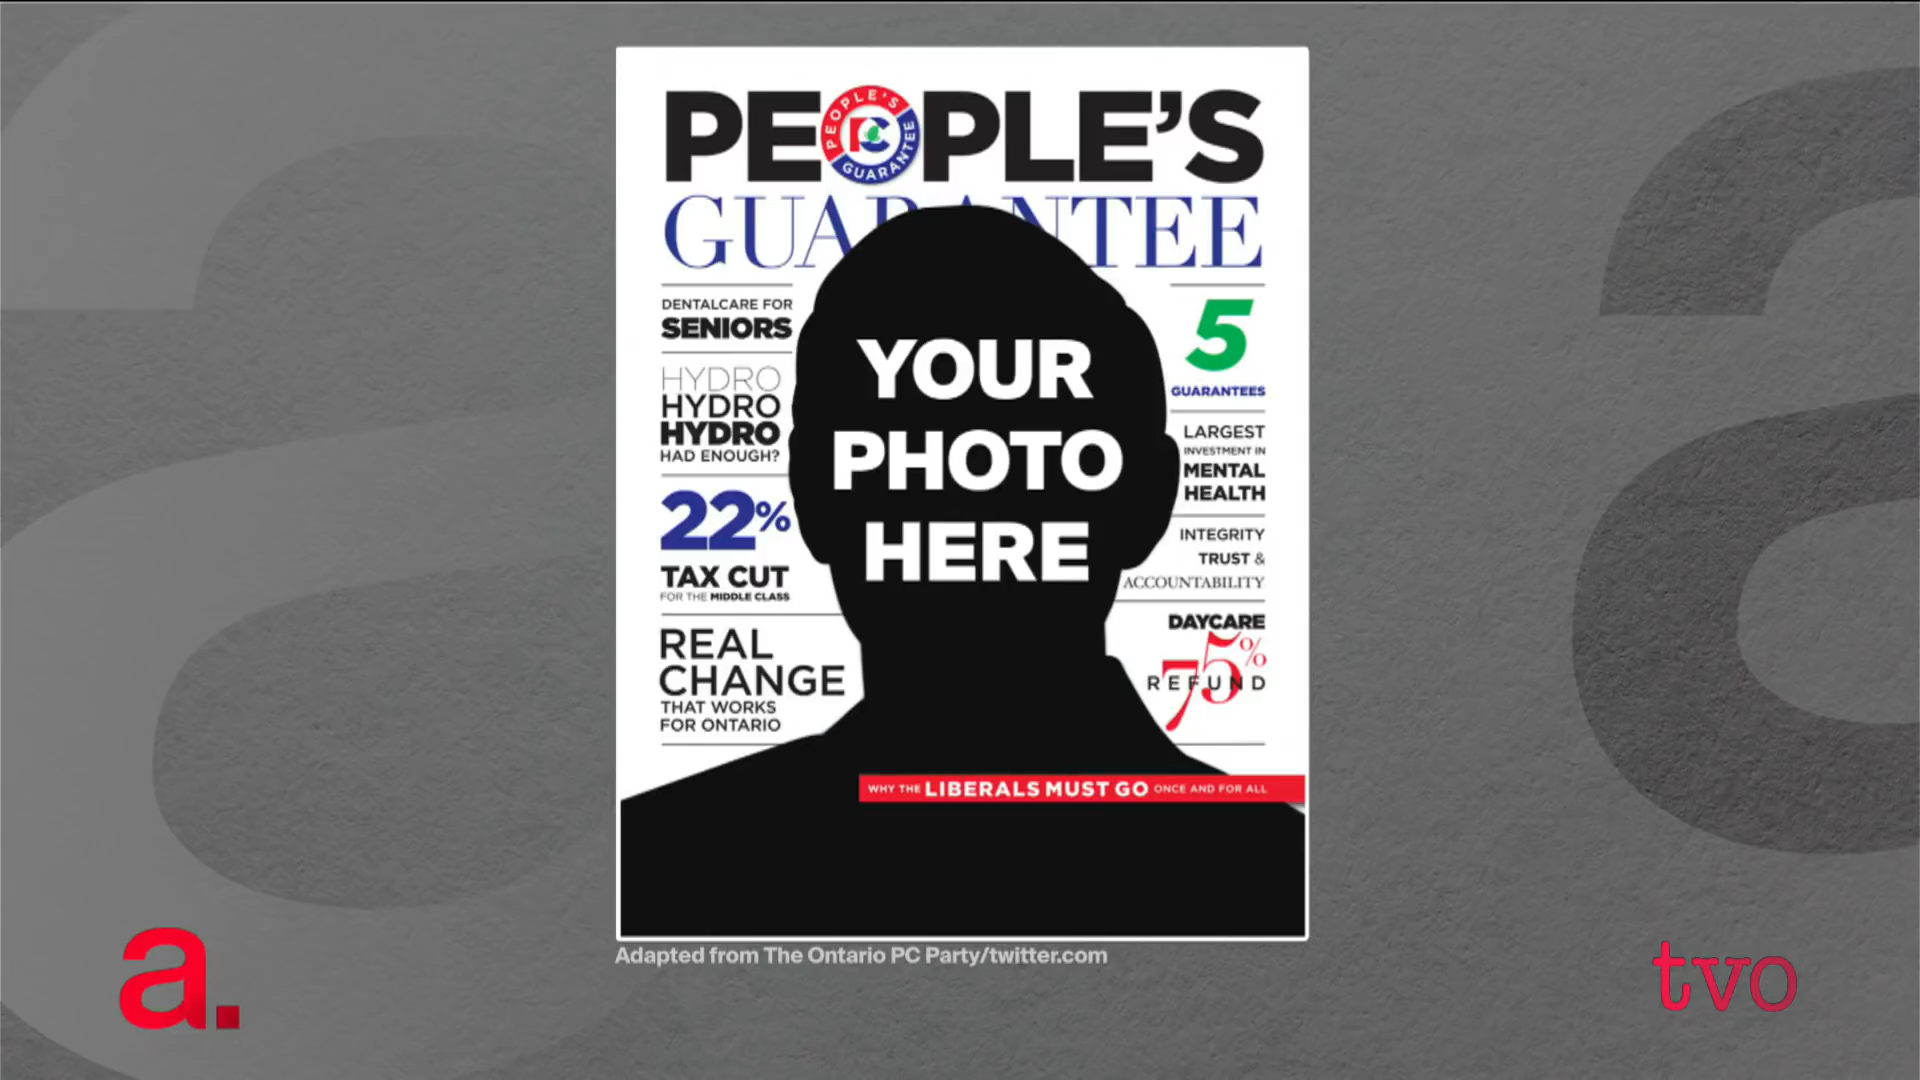 PEOPLE'S
PEOPLE'S PC GUARANTEE
GUARANTEE
DENTALCARE FOR
SENIORS
HYDRO
HYDRO
HYDRO
HAD ENOUGH?
22%
TAX CUT
FOR THE MIDDLE CLASS
REAL
CHANGE
THAT WORKS
FOR ONTARIO
YOUR
PHOTO
HERE
5
GUARANTEES
LARGEST
INVESTMENT IN
MENTAL
HEALTH
INTEGRITY
TRUST &
ACCOUNTABILITY
DAYCARE
75%
REFUND
WHY THE LIBERALS MUST GO ONCE AND FOR ALL
Adapted from The Ontario PC Party/twitter.com
a.
tvo